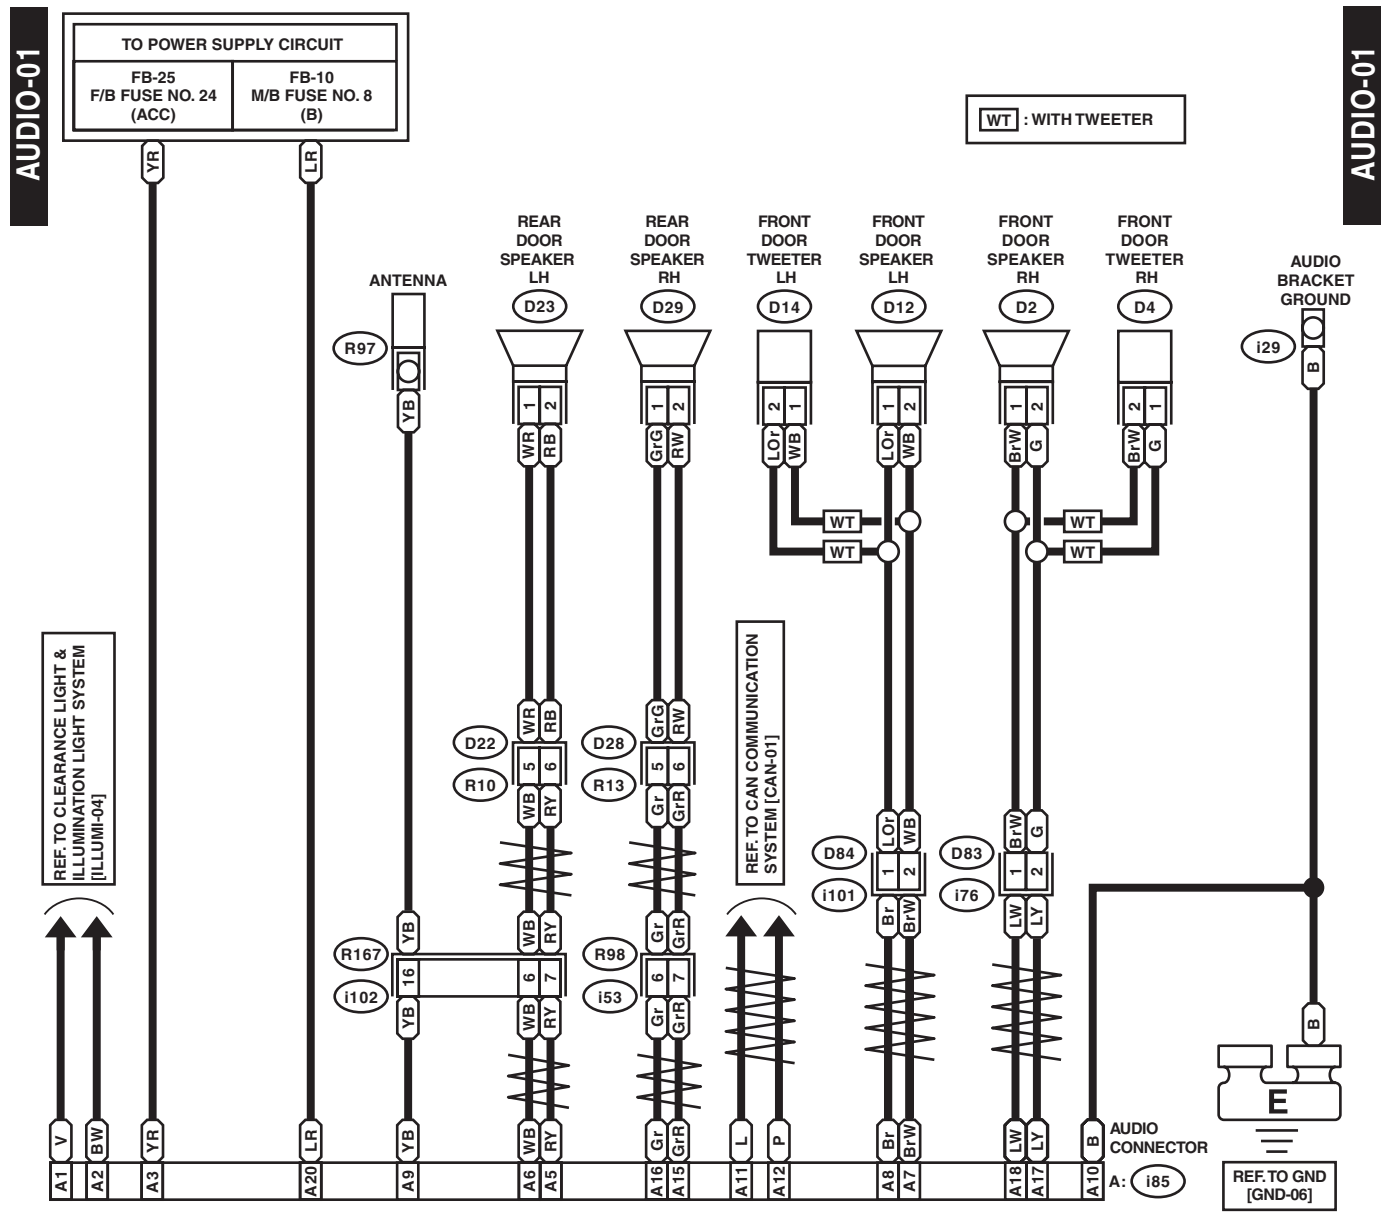 AUDIO-01
AUDIO-01
TO POWER SUPPLY CIRCUIT
FB-25
F/B FUSE NO. 24
(ACC)
FB-10
M/B FUSE NO. 8
(B)
WT : WITH TWEETER
YR
LR
ANTENNA
R97
YB
REAR
DOOR
SPEAKER
LH
D23
1 2
WR RB
REAR
DOOR
SPEAKER
RH
D29
1 2
GrG RW
FRONT
DOOR
TWEETER
LH
D14
2 1
LOr WB
FRONT
DOOR
SPEAKER
LH
D12
1 2
LOr WB
FRONT
DOOR
SPEAKER
RH
D2
1 2
BrW G
FRONT
DOOR
TWEETER
RH
D4
2 1
BrW G
AUDIO
BRACKET
GROUND
i29
B
WT
WT
WT
WT
REF. TO CLEARANCE LIGHT &
ILLUMINATION LIGHT SYSTEM
[ILLUMI-04]
REF. TO CAN COMMUNICATION
SYSTEM [CAN-01]
WR RB
D22
5 6
R10
WB RY
GrG RW
D28
5 6
R13
Gr GrR
LOr WB
D84
1 2
i101
Br BrW
BrW G
D83
1 2
i76
LW LY
YB
WB RY
R167
16
6 7
i102
YB
WB RY
Gr GrR
R98
6 7
i53
Gr GrR
B
E
V BW YR LR YB WB RY Gr GrR L P Br BrW LW LY B
A1 A2 A3 A20 A9 A6 A5 A16 A15 A11 A12 A8 A7 A18 A17 A10
AUDIO
CONNECTOR
A: i85
REF. TO GND
[GND-06]